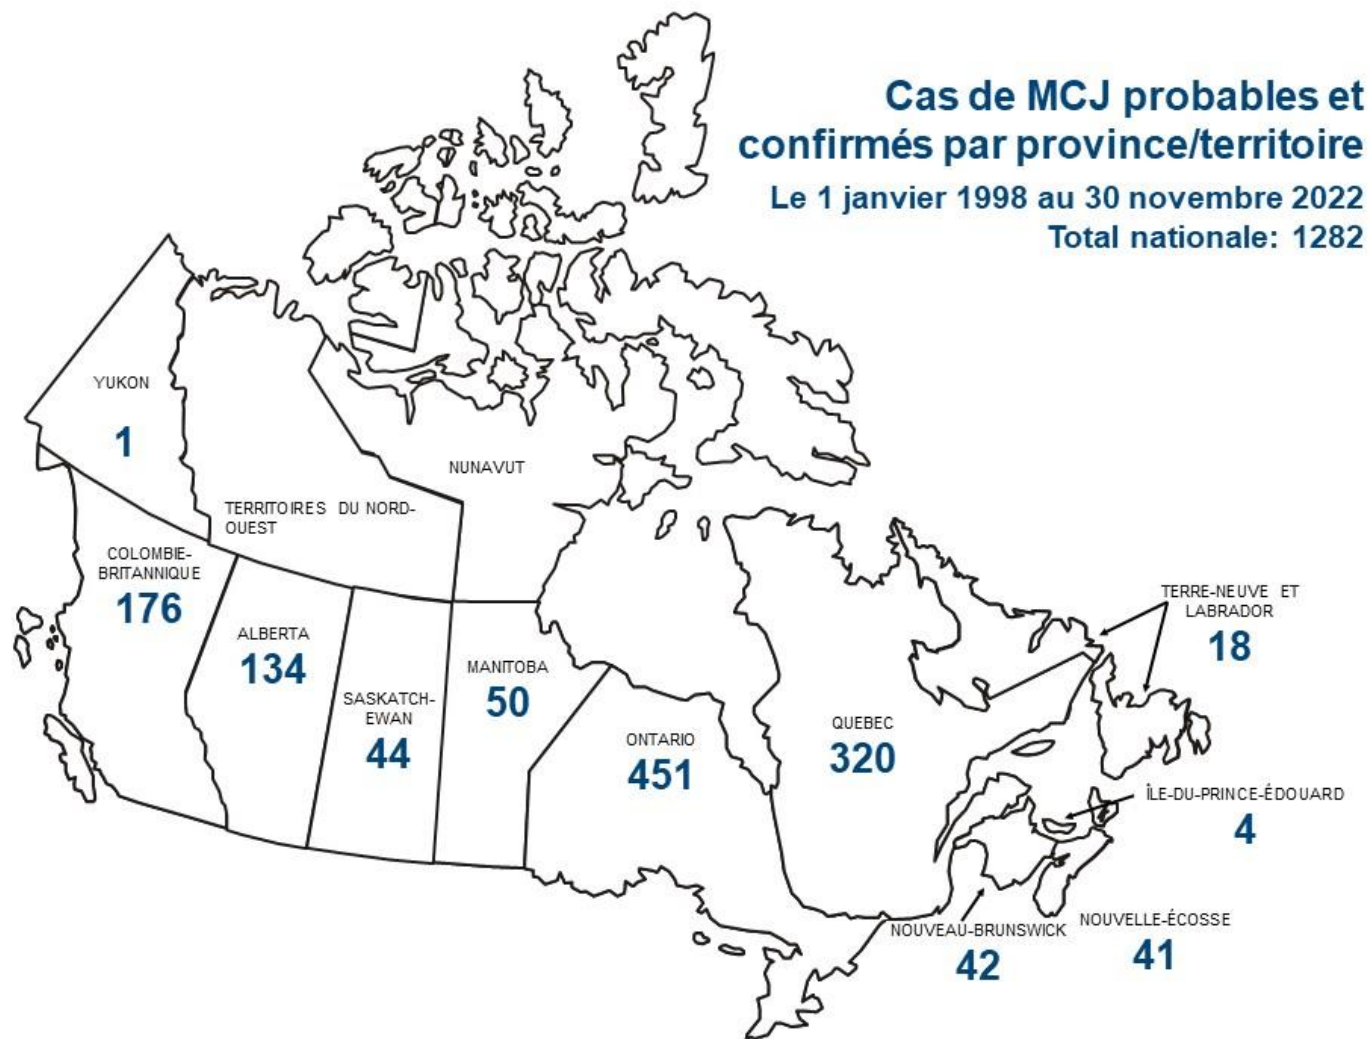 Cas de MCJ probables et
confirmés par province/territoire
Le 1 janvier 1998 au 30 novembre 2022
Total nationale: 1282
YUKON
1
NUNAVUT
TERRITOIRES DU NORD-
OUEST
COLOMBIE-
BRITANNIQUE
176
ALBERTA
134
SASKATCH-
EWAN
44
MANITOBA
50
ONTARIO
451
QUEBEC
320
TERRE-NEUVE ET
LABRADOR
18
ÎLE-DU-PRINCE-ÉDOUARD
4
NOUVEAU-BRUNSWICK
42
NOUVELLE-ÉCOSSE
41